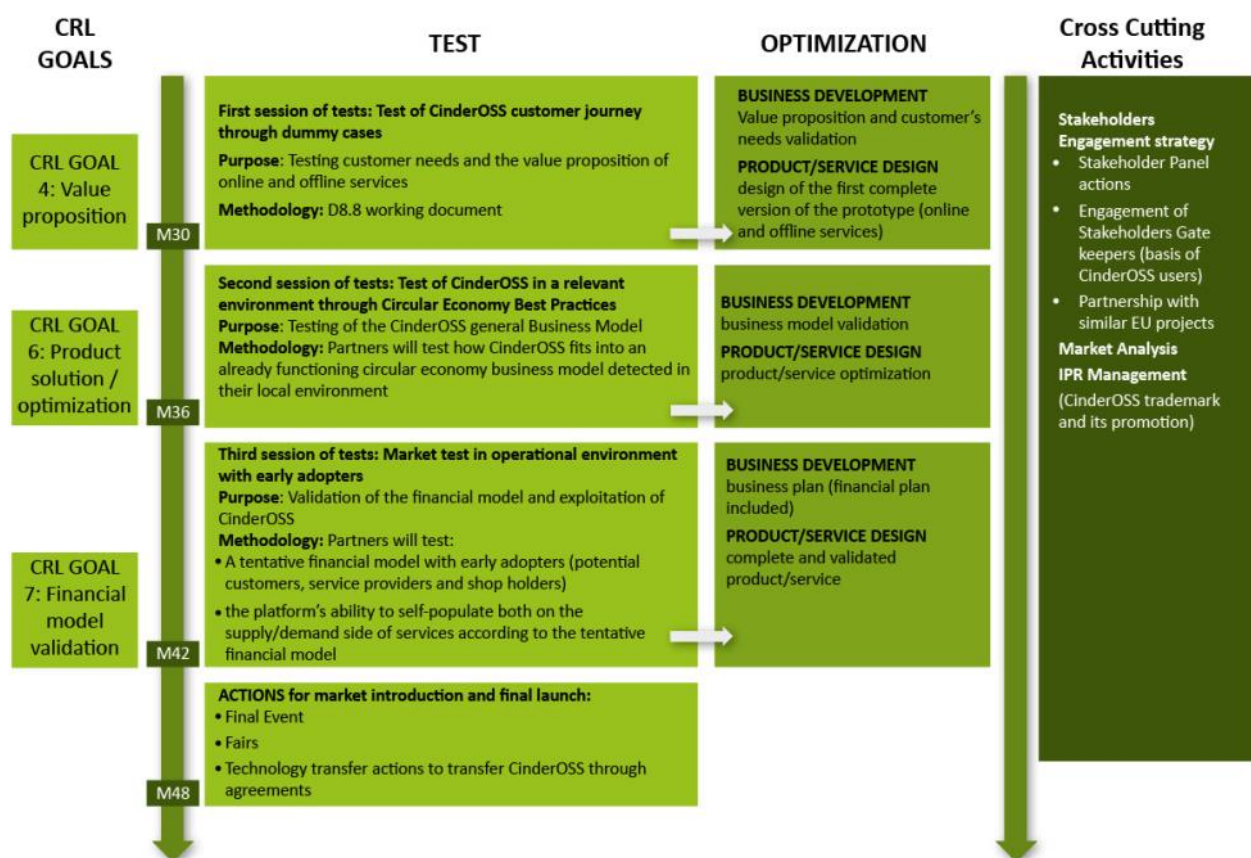 CRL
GOALS
TEST
OPTIMIZATION
Cross Cutting
Activities
CRL GOAL
4: Value
proposition
M30
First session of tests: Test of CinderOSS customer journey
through dummy cases
Purpose: Testing customer needs and the value proposition of
online and offline services
Methodology: D8.8 working document
BUSINESS DEVELOPMENT
Value proposition and customer's
needs validation
PRODUCT/SERVICE DESIGN
design of the first complete
version of the prototype (online
and offline services)
CRL GOAL
6: Product
solution /
optimization
M36
Second session of tests: Test of CinderOSS in a relevant
environment through Circular Economy Best Practices
Purpose: Testing of the CinderOSS general Business Model
Methodology: Partners will test how CinderOSS fits into an
already functioning circular economy business model detected in
their local environment
BUSINESS DEVELOPMENT
business model validation
PRODUCT/SERVICE DESIGN
product/service optimization
CRL GOAL
7: Financial
model
validation
M42
Third session of tests: Market test in operational environment
with early adopters
Purpose: Validation of the financial model and exploitation of
CinderOSS
Methodology: Partners will test:
• A tentative financial model with early adopters (potential
customers, service providers and shop holders)
• the platform's ability to self-populate both on the
supply/demand side of services according to the tentative
financial model
BUSINESS DEVELOPMENT
business plan (financial plan
included)
PRODUCT/SERVICE DESIGN
complete and validated
product/service
M48
ACTIONS for market introduction and final launch:
• Final Event
• Fairs
• Technology transfer actions to transfer CinderOSS through
agreements
Stakeholders
Engagement strategy
• Stakeholder Panel
actions
• Engagement of
Stakeholders Gate
keepers (basis of
CinderOSS users)
• Partnership with
similar EU projects
Market Analysis
IPR Management
(CinderOSS trademark
and its promotion)